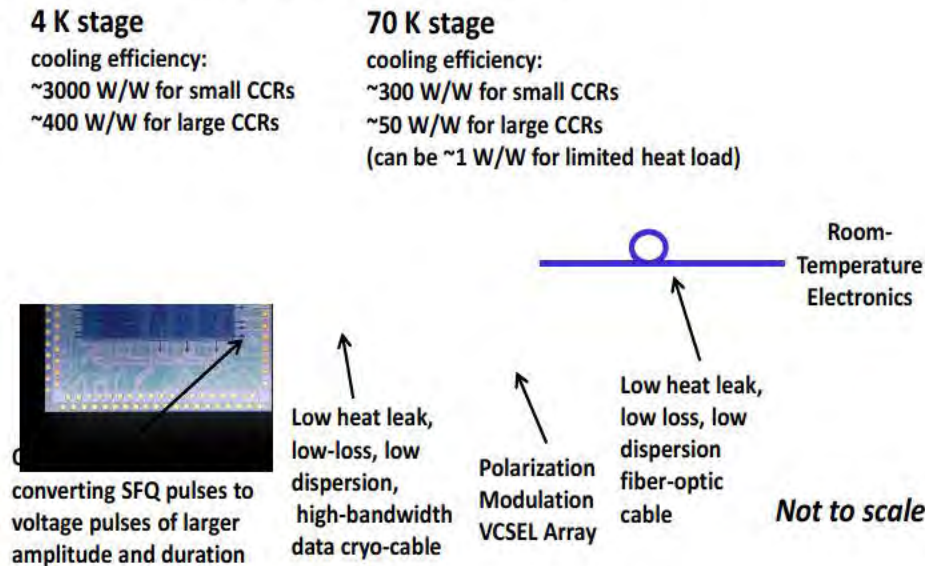 4 K stage
cooling efficiency:
~3000 W/W for small CCRs
~400 W/W for large CCRs
70 K stage
cooling efficiency:
~300 W/W for small CCRs
~50 W/W for large CCRs
(can be ~1 W/W for limited heat load)
Room-
Temperature
Electronics
converting SFQ pulses to
voltage pulses of larger
amplitude and duration
Low heat leak,
low-loss, low
dispersion,
high-bandwidth
data cryo-cable
Polarization
Modulation
VCSEL Array
Low heat leak,
low loss, low
dispersion
fiber-optic
cable
Not to scale